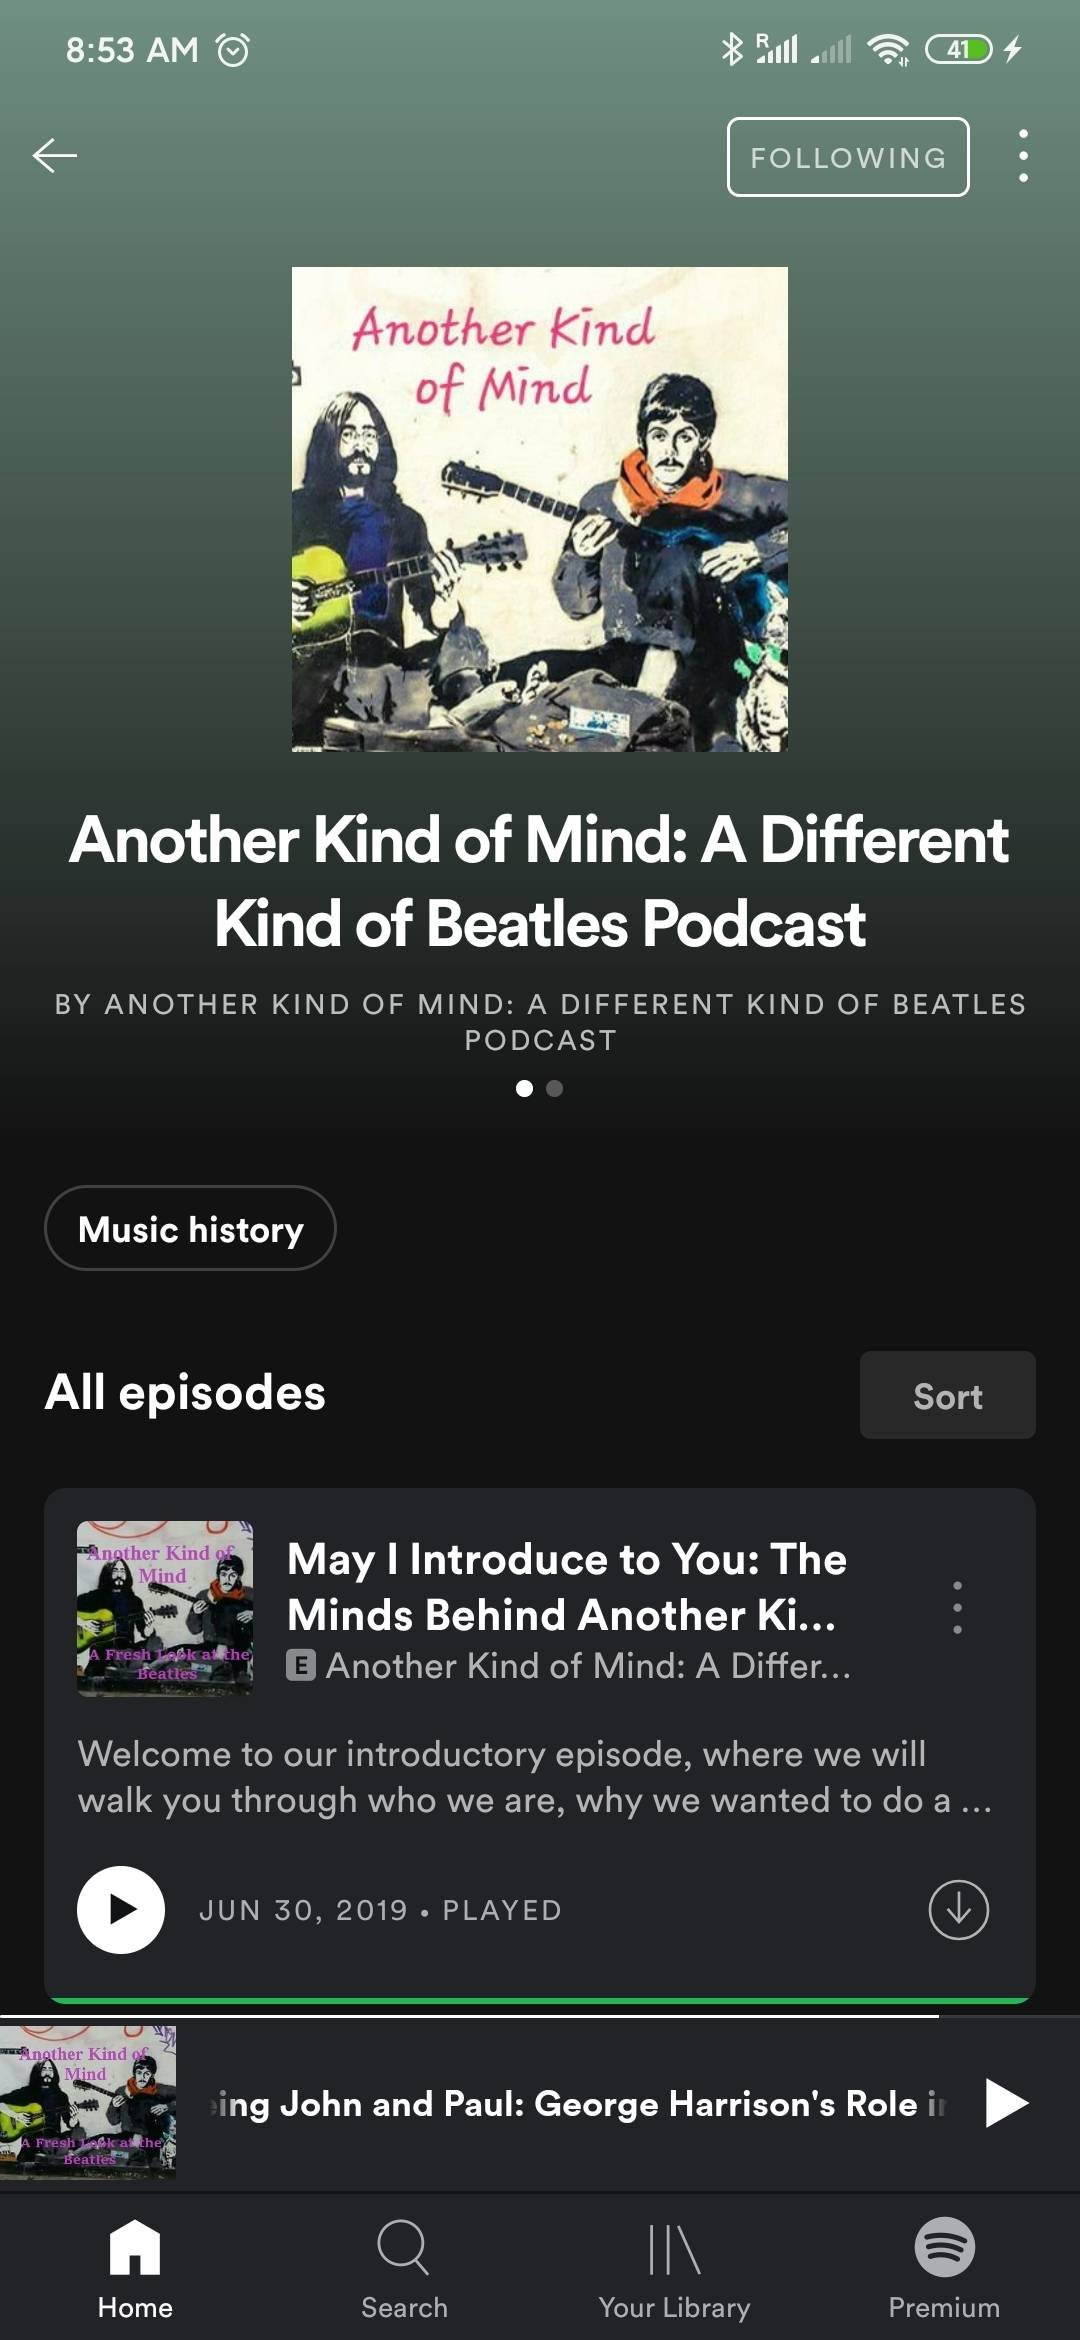 8:53 AM
R
41
FOLLOWING
Another Kind
of Mind
Another Kind of Mind: A Different
Kind of Beatles Podcast
BY ANOTHER KIND OF MIND: A DIFFERENT KIND OF BEATLES
PODCAST
Music history
All episodes
Sort
Another Kind of
Mind
A Fresh Look at the
Beatles
May I Introduce to You: The
Minds Behind Another Ki...
E Another Kind of Mind: A Differ...
Welcome to our introductory episode, where we will
walk you through who we are, why we wanted to do a ...
JUN 30, 2019 • PLAYED
Another Kind of
Mind
A Fresh Look at the
Beatles
ing John and Paul: George Harrison's Role
Home
Search
Your Library
Premium